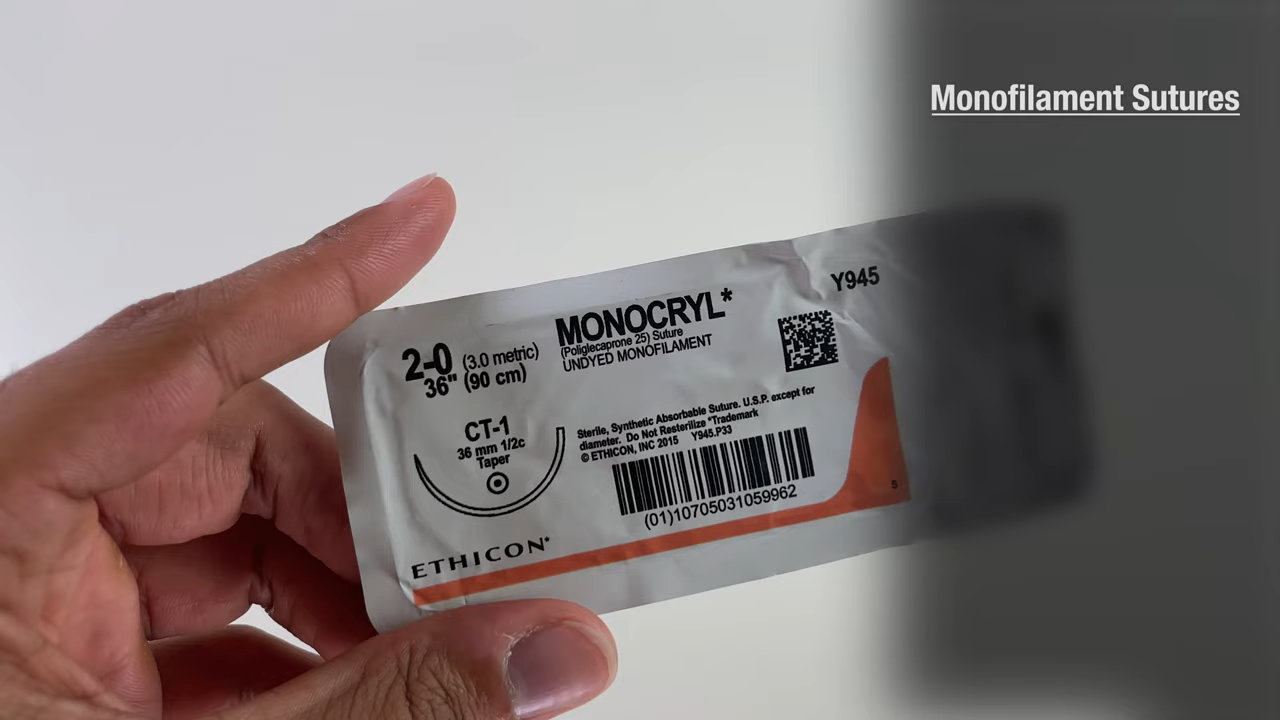 Monofilament Sutures
Y945
MONOCRYL*
(Poliglecaprone 25) Suture
UNDYED MONOFILAMENT
2-0 (3.0 metric)
36" (90 cm)
CT-1
36 mm 1/2c
Taper
Sterile, Synthetic Absorbable Suture. U.S.P. except for
diameter. Do Not Resterilize *Trademark
© ETHICON, INC 2015 Y945.P33
(01)10705031059962
5
ETHICON*